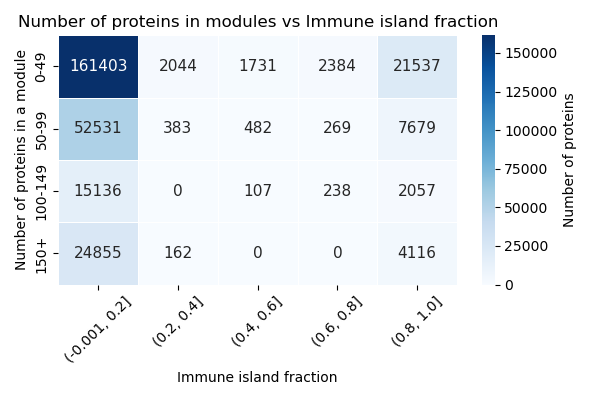 Number of proteins in modules vs Immune island fraction
Number of proteins in a module
0-49
161403 2044 1731 2384 21537
50-99
52531 383 482 269 7679
100-149
15136 0 107 238 2057
150+
24855 162 0 0 4116
(-0.001, 0.2]
(0.2, 0.4]
(0.4, 0.6]
(0.6, 0.8]
(0.8, 1.0]
Immune island fraction
150000
125000
100000
75000
50000
25000
0
Number of proteins